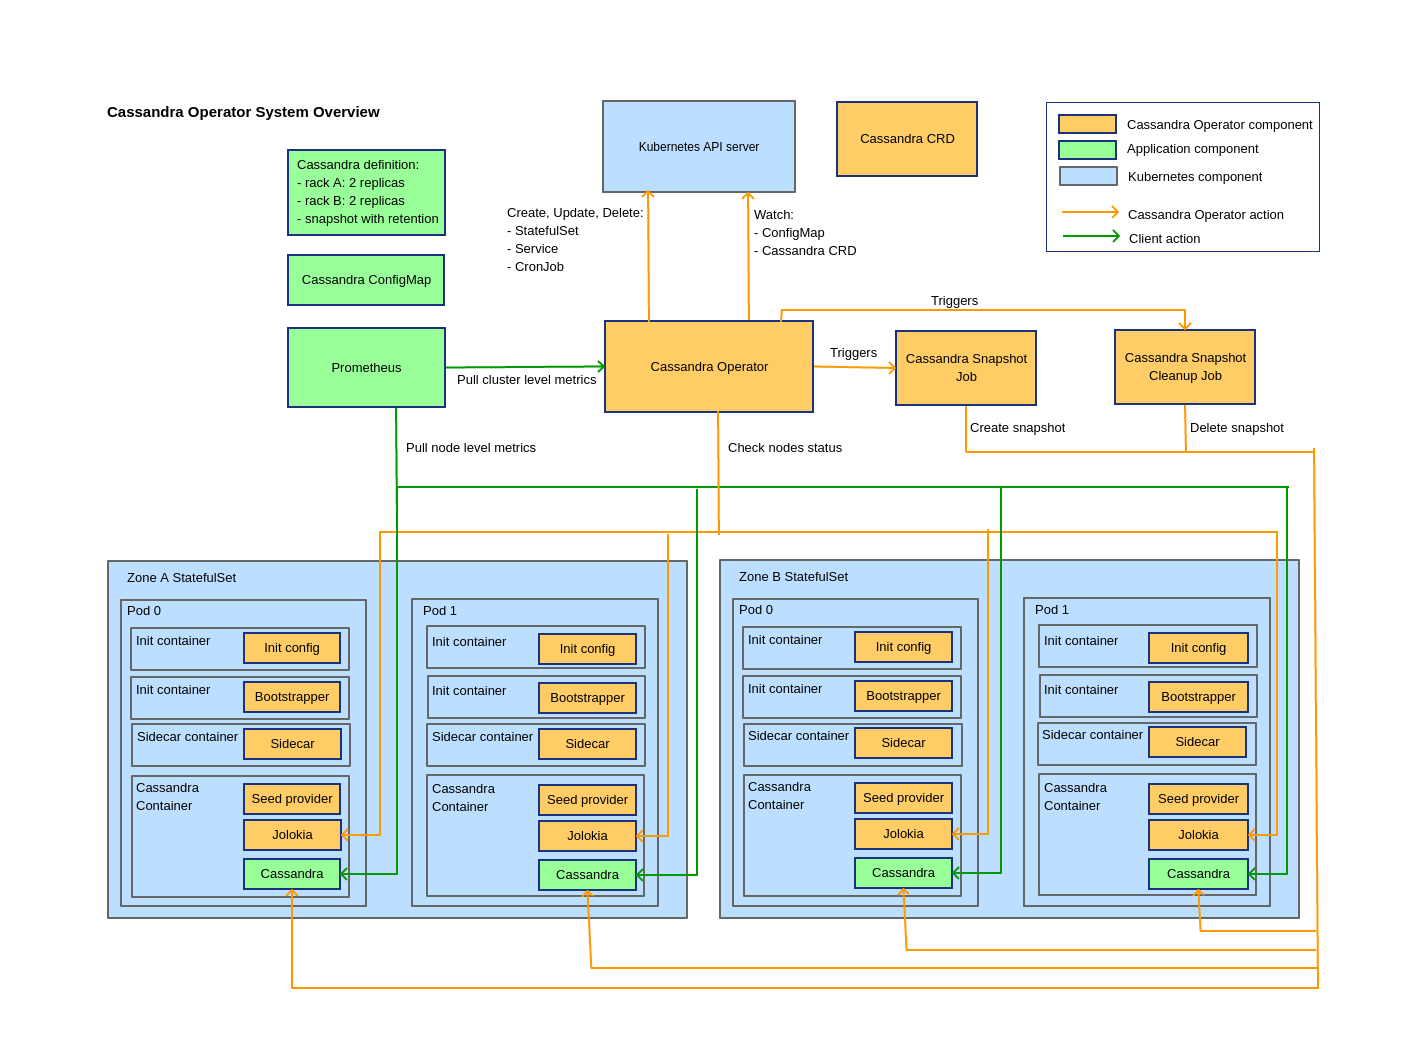 Cassandra Operator System Overview
Cassandra definition:
- rack A: 2 replicas
- rack B: 2 replicas
- snapshot with retention
Cassandra ConfigMap
Prometheus
Kubernetes API server
Cassandra CRD
Cassandra Operator component
Application component
Kubernetes component
Cassandra Operator action
Client action
Create, Update, Delete:
- StatefulSet
- Service
- CronJob
Watch:
- ConfigMap
- Cassandra CRD
Triggers
Triggers
Cassandra Operator
Cassandra Snapshot
Job
Cassandra Snapshot
Cleanup Job
Pull cluster level metrics
Pull node level metrics
Check nodes status
Create snapshot
Delete snapshot
Zone A StatefulSet
Pod 0
Init container
Init config
Init container
Bootstrapper
Sidecar container
Sidecar
Cassandra
Container
Seed provider
Jolokia
Cassandra
Pod 1
Init container
Init config
Init container
Bootstrapper
Sidecar container
Sidecar
Cassandra
Container
Seed provider
Jolokia
Cassandra
Zone B StatefulSet
Pod 0
Init container
Init config
Init container
Bootstrapper
Sidecar container
Sidecar
Cassandra
Container
Seed provider
Jolokia
Cassandra
Pod 1
Init container
Init config
Init container
Bootstrapper
Sidecar container
Sidecar
Cassandra
Container
Seed provider
Jolokia
Cassandra